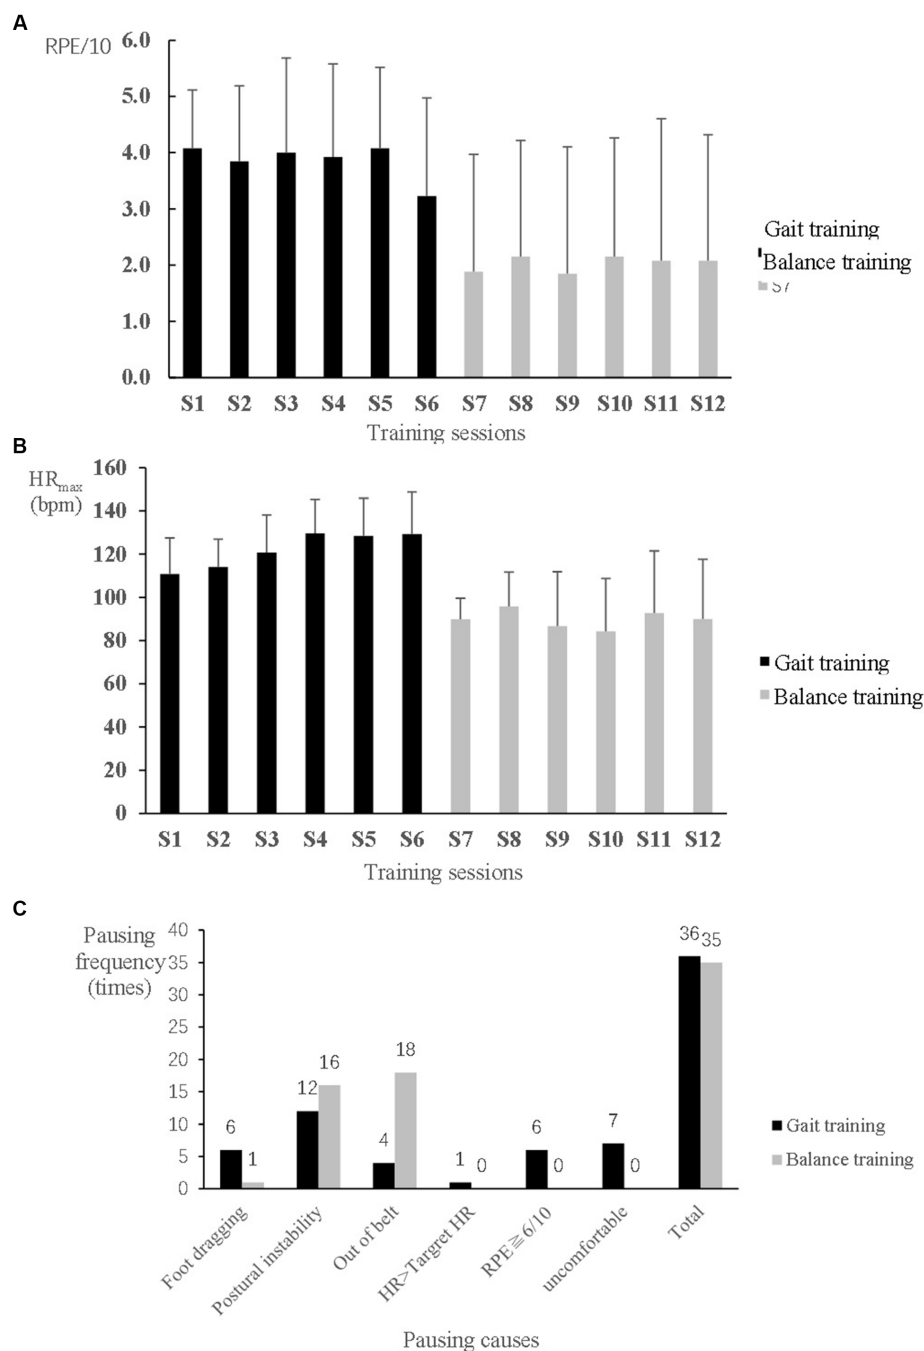 A
RPE/10
6.0
5.0
4.0
3.0
2.0
1.0
0.0
S1 S2 S3 S4 S5 S6 S7 S8 S9 S10 S11 S12
Training sessions
Gait training
Balance training
S7
B
HRmax
(bpm)
160
140
120
100
80
60
40
20
0
S1 S2 S3 S4 S5 S6 S7 S8 S9 S10 S11 S12
Training sessions
Gait training
Balance training
C
Pausing
frequency
(times)
40
35
30
25
20
15
10
5
0
6 1 12 16 4 18 1 0 6 0 7 0 36 35
Foot dragging
Postural instability
Out of belt
HR>Targret HR
RPE≧6/10
uncomfortable
Total
Pausing causes
Gait training
Balance training